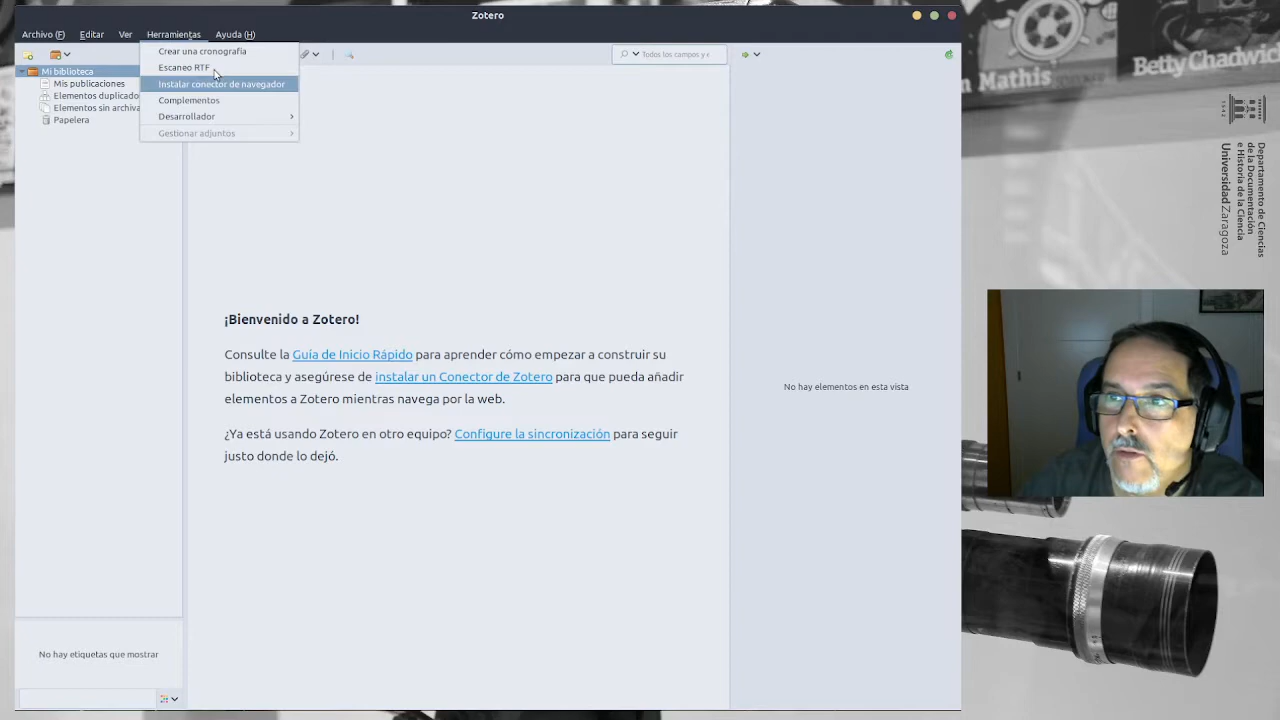 Zotero
Archivo (F) Editar Ver Herramientas Ayuda (H)
Crear una cronografía
Escaneo RTF
Instalar conector de navegador
Complementos
Desarrollador
Gestionar adjuntos
Todos los campos y e
Mi biblioteca
Mis publicaciones
Elementos duplicado
Elementos sin archiva
Papelera
¡Bienvenido a Zotero!
Consulte la Guía de Inicio Rápido para aprender cómo empezar a construir su
biblioteca y asegúrese de instalar un Conector de Zotero para que pueda añadir
elementos a Zotero mientras navega por la web.
¿Ya está usando Zotero en otro equipo? Configure la sincronización para seguir
justo donde lo dejó.
No hay elementos en esta vista
No hay etiquetas que mostrar
Mathis
Betty Chadwick
1542
Departamento de Ciencias
de la Documentación
e Historia de la Ciencia
Universidad Zaragoza